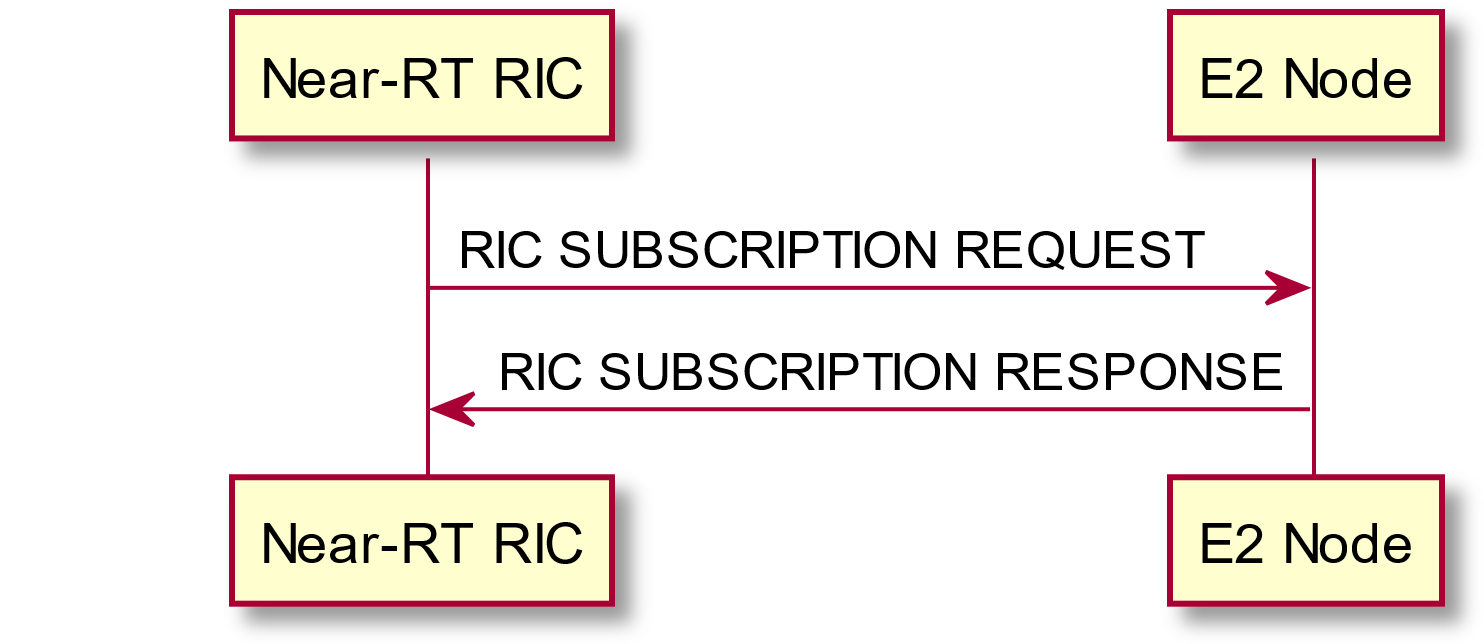 Near-RT RIC
E2 Node
RIC SUBSCRIPTION REQUEST
RIC SUBSCRIPTION RESPONSE
Near-RT RIC
E2 Node